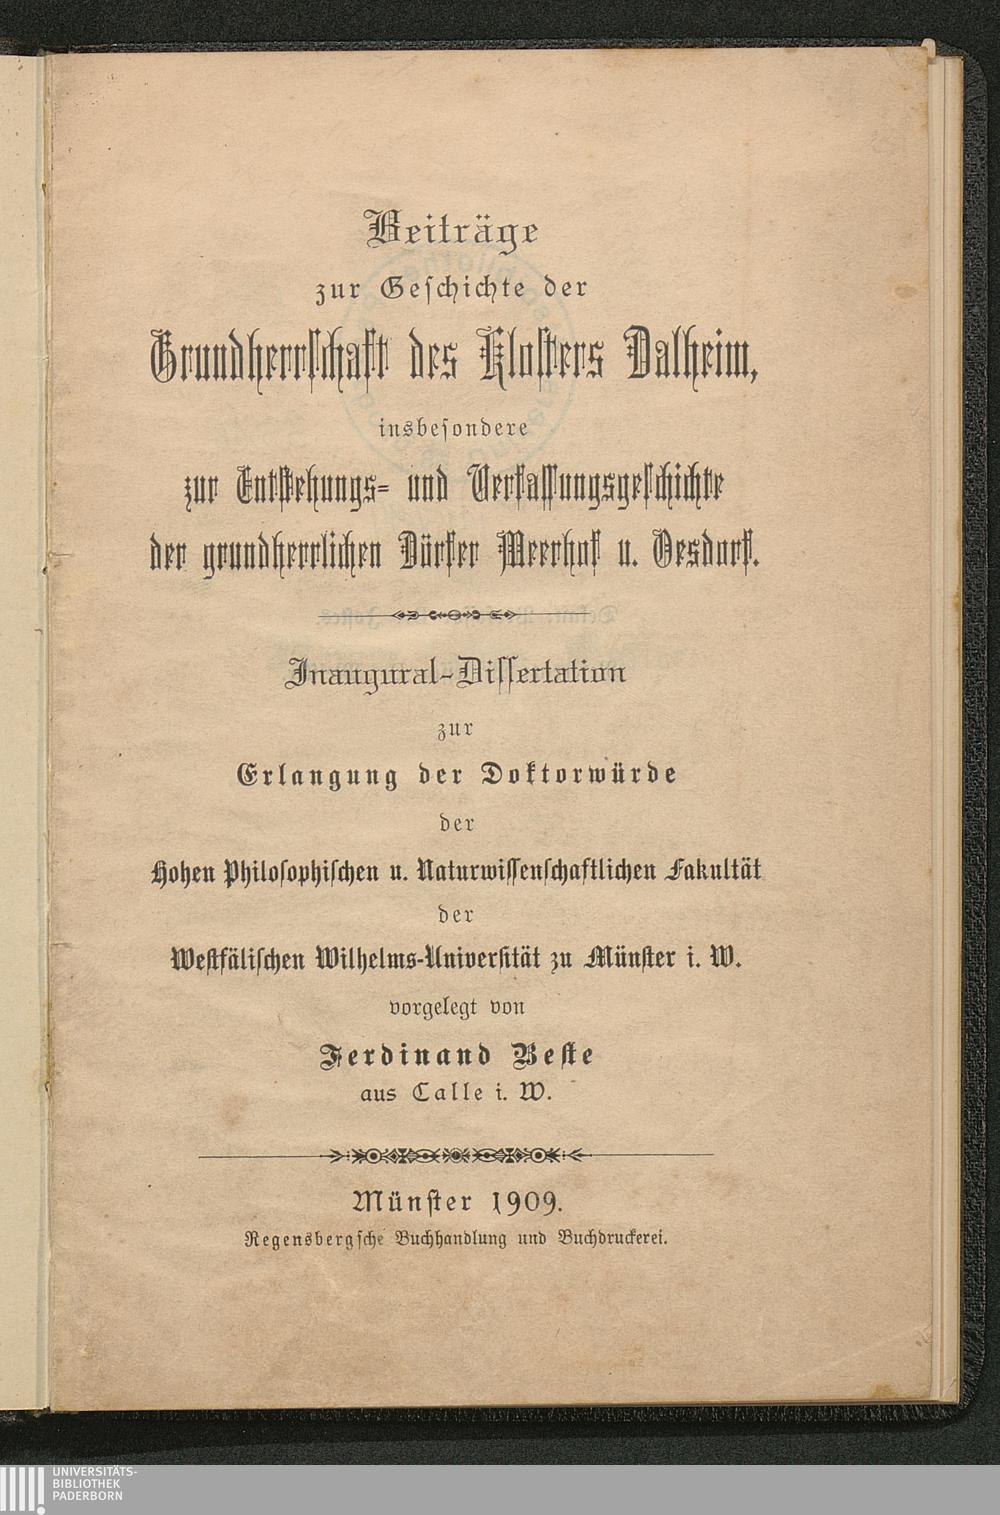 Beiträge
zur Geschichte der
Grundherrschaft des Klosters Dalheim,
insbesondere
zur Entstehungs- und Verfassungsgeschichte
der grundherrlichen Dörfer Meerhof u. Oesdorf.
Inaugural-Dissertation
zur
Erlangung der Doktorwürde
der
Hohen Philosophischen u. Naturwissenschaftlichen Fakultät
der
Westfälischen Wilhelms-Universität zu Münster i. W.
vorgelegt von
Ferdinand Beste
aus Calle i. W.
Münster 1909.
Regensbergsche Buchhandlung und Buchdruckerei.
UNIVERSITÄTS-
BIBLIOTHEK
PADERBORN